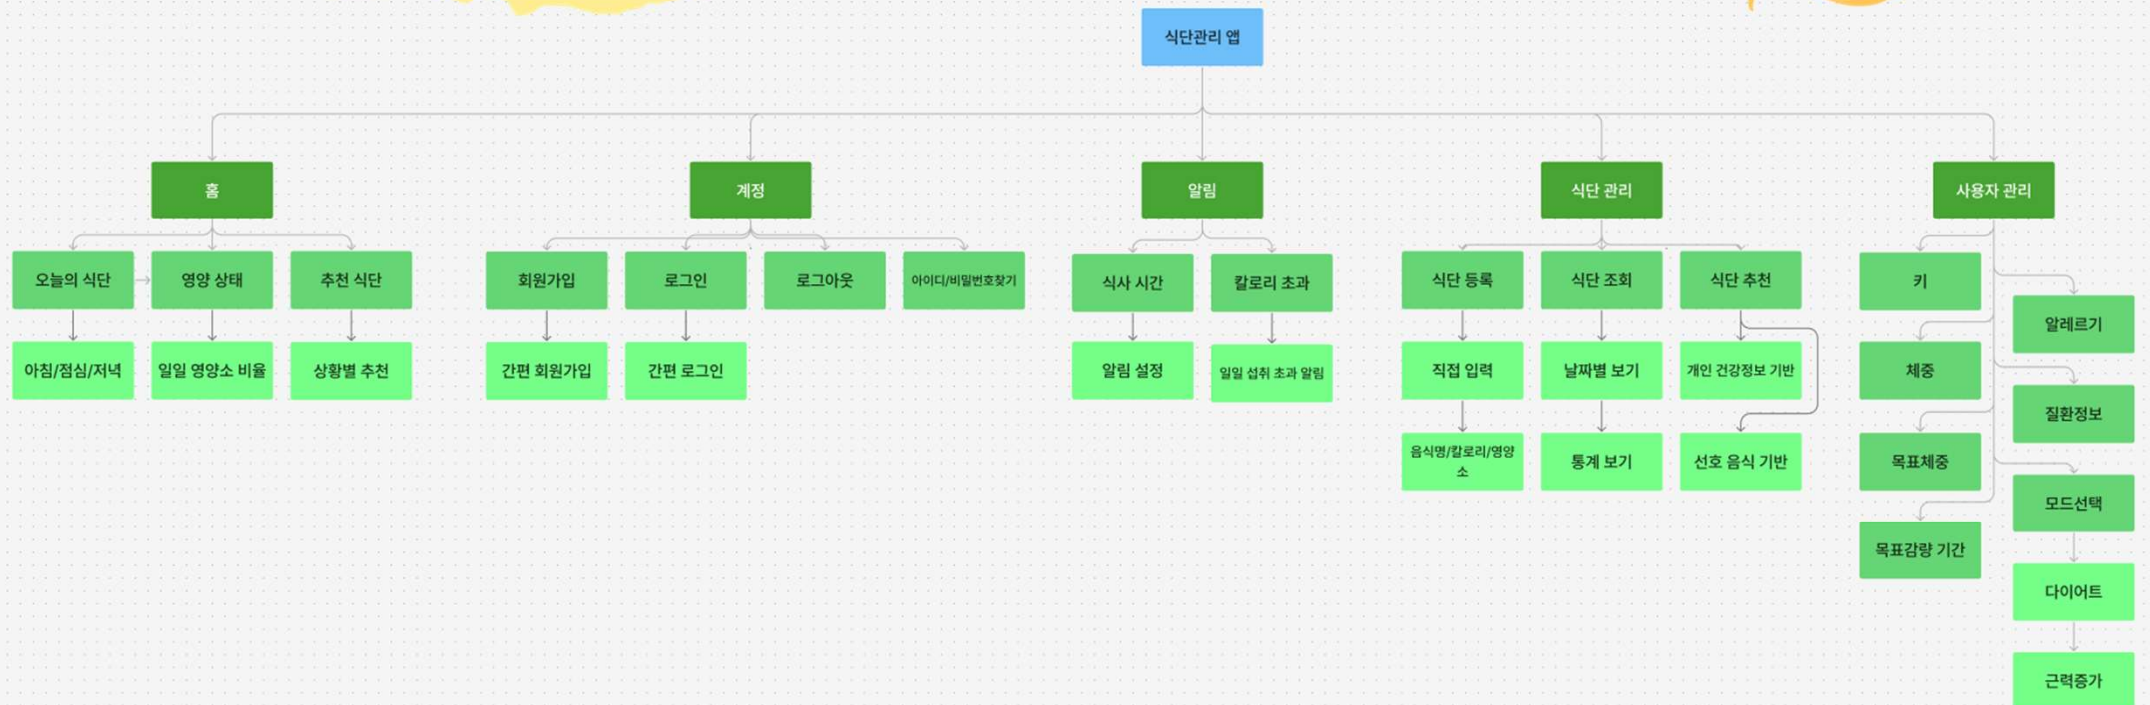 식단관리 앱
홈
계정
알림
식단 관리
사용자 관리
오늘의 식단
영양 상태
추천 식단
회원가입
로그인
로그아웃
아이디/비밀번호찾기
식사 시간
칼로리 초과
식단 등록
식단 조회
식단 추천
키
알레르기
아침/점심/저녁
일일 영양소 비율
상황별 추천
간편 회원가입
간편 로그인
알림 설정
일일 섭취 초과 알림
직접 입력
날짜별 보기
개인 건강정보 기반
체중
질환정보
음식명/칼로리/영양
소
통계 보기
선호 음식 기반
목표체중
모드선택
목표감량 기간
다이어트
근력증가